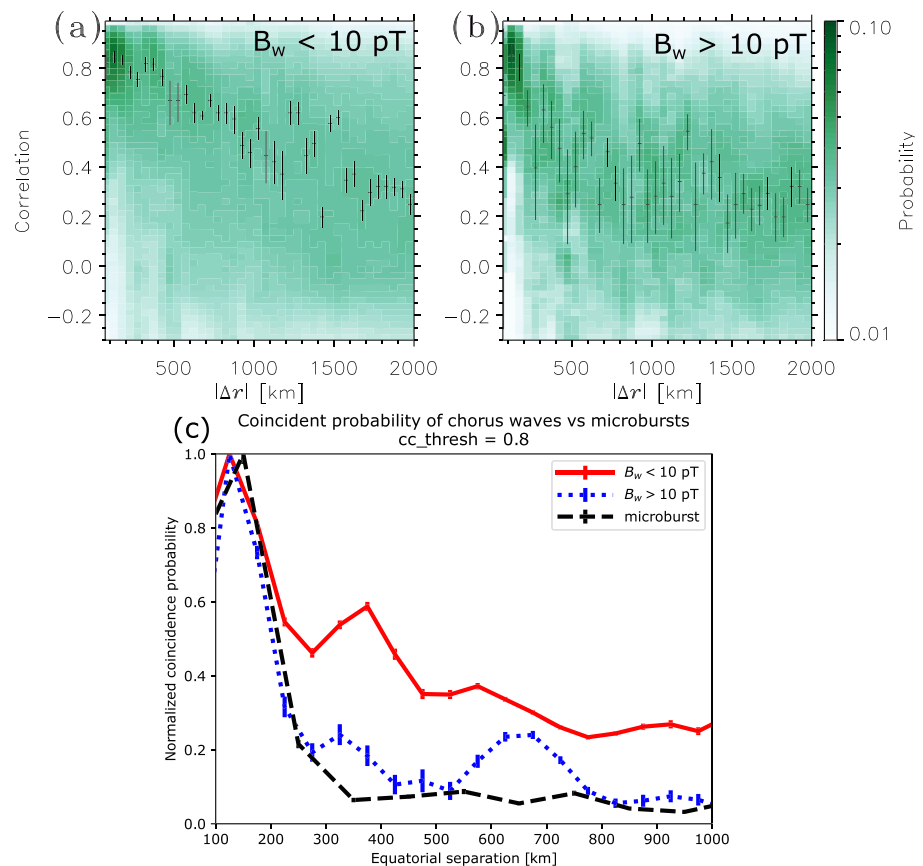 (a)
B_w < 10 pT
(b)
B_w > 10 pT
0.10
0.8
0.6
0.4
0.2
0.0
−0.2
Correlation
Probability
0.01
500
1000
1500
2000
500
1000
1500
2000
|Δr| [km]
|Δr| [km]
(c)
Coincident probability of chorus waves vs microbursts
cc_thresh = 0.8
1.0
0.8
0.6
0.4
0.2
0.0
Normalized coincidence probability
B_w < 10 pT
B_w > 10 pT
microburst
100
200
300
400
500
600
700
800
900
1000
Equatorial separation [km]